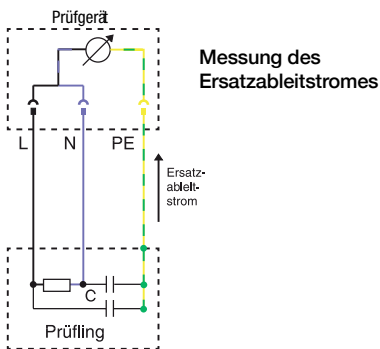 Prüfgerät
Messung des
Ersatzableitstromes
L N PE
Ersatz-
ableit-
strom
C
Prüfling